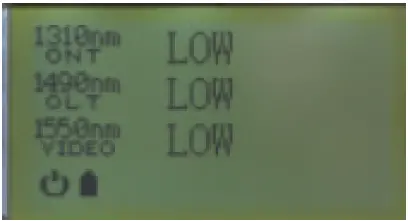 1310nm LOW
ONT
1490nm LOW
OLT
1550nm LOW
VIDEO